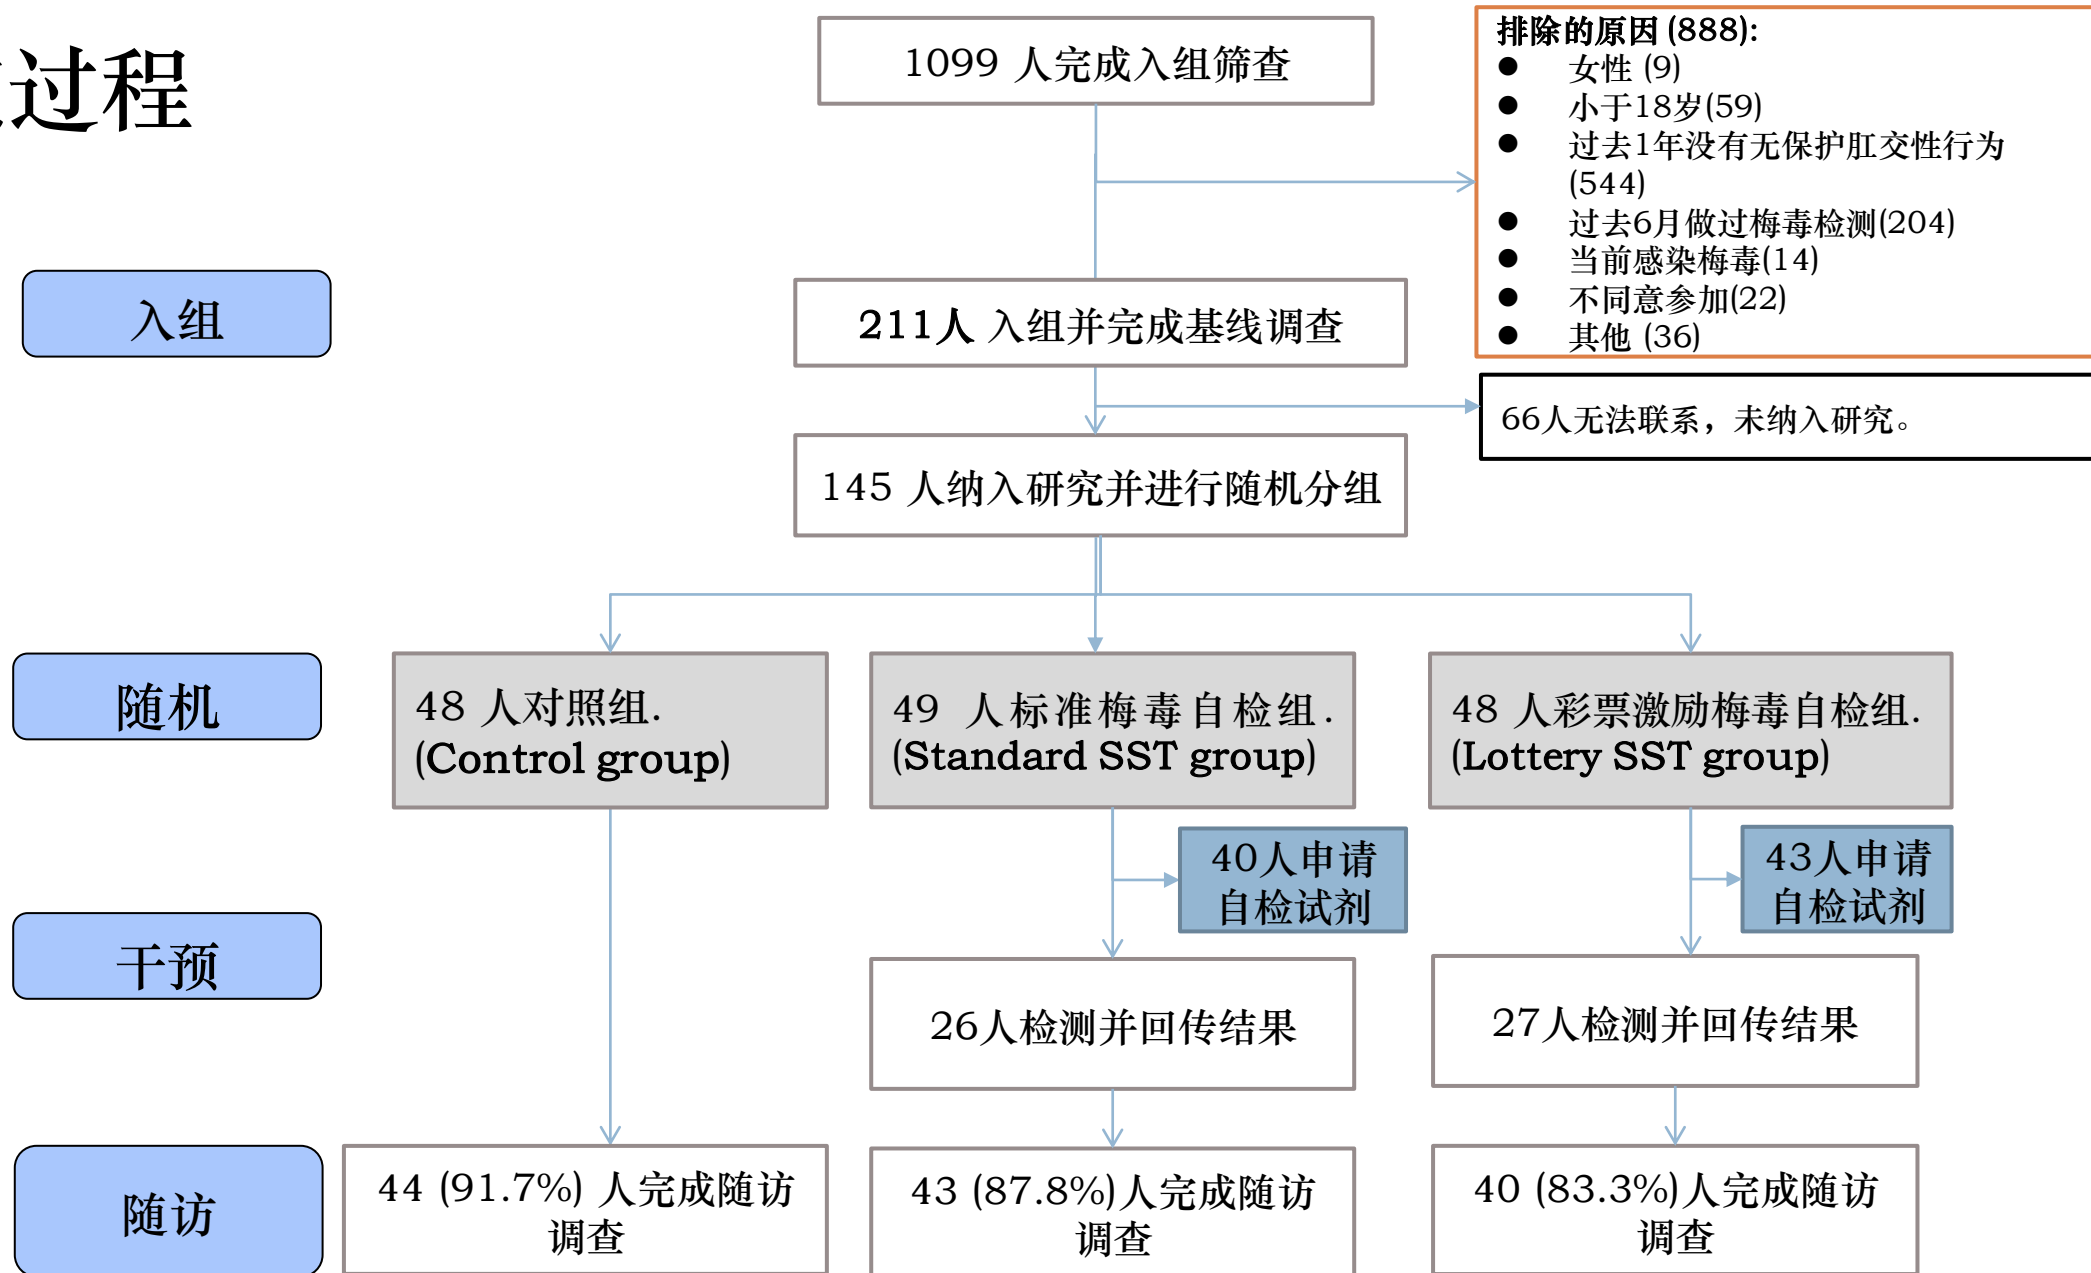 过程
1099 人完成入组筛查
排除的原因 (888):
● 女性 (9)
● 小于18岁(59)
● 过去1年没有无保护肛交性行为
(544)
● 过去6月做过梅毒检测(204)
● 当前感染梅毒(14)
● 不同意参加(22)
● 其他 (36)
入组
211人 入组并完成基线调查
66人无法联系，未纳入研究。
145 人纳入研究并进行随机分组
随机
48 人对照组.
(Control group)
49 人标准梅毒自检组.
(Standard SST group)
48 人彩票激励梅毒自检组.
(Lottery SST group)
40人申请
自检试剂
43人申请
自检试剂
干预
26人检测并回传结果
27人检测并回传结果
随访
44 (91.7%) 人完成随访
调查
43 (87.8%)人完成随访
调查
40 (83.3%)人完成随访
调查